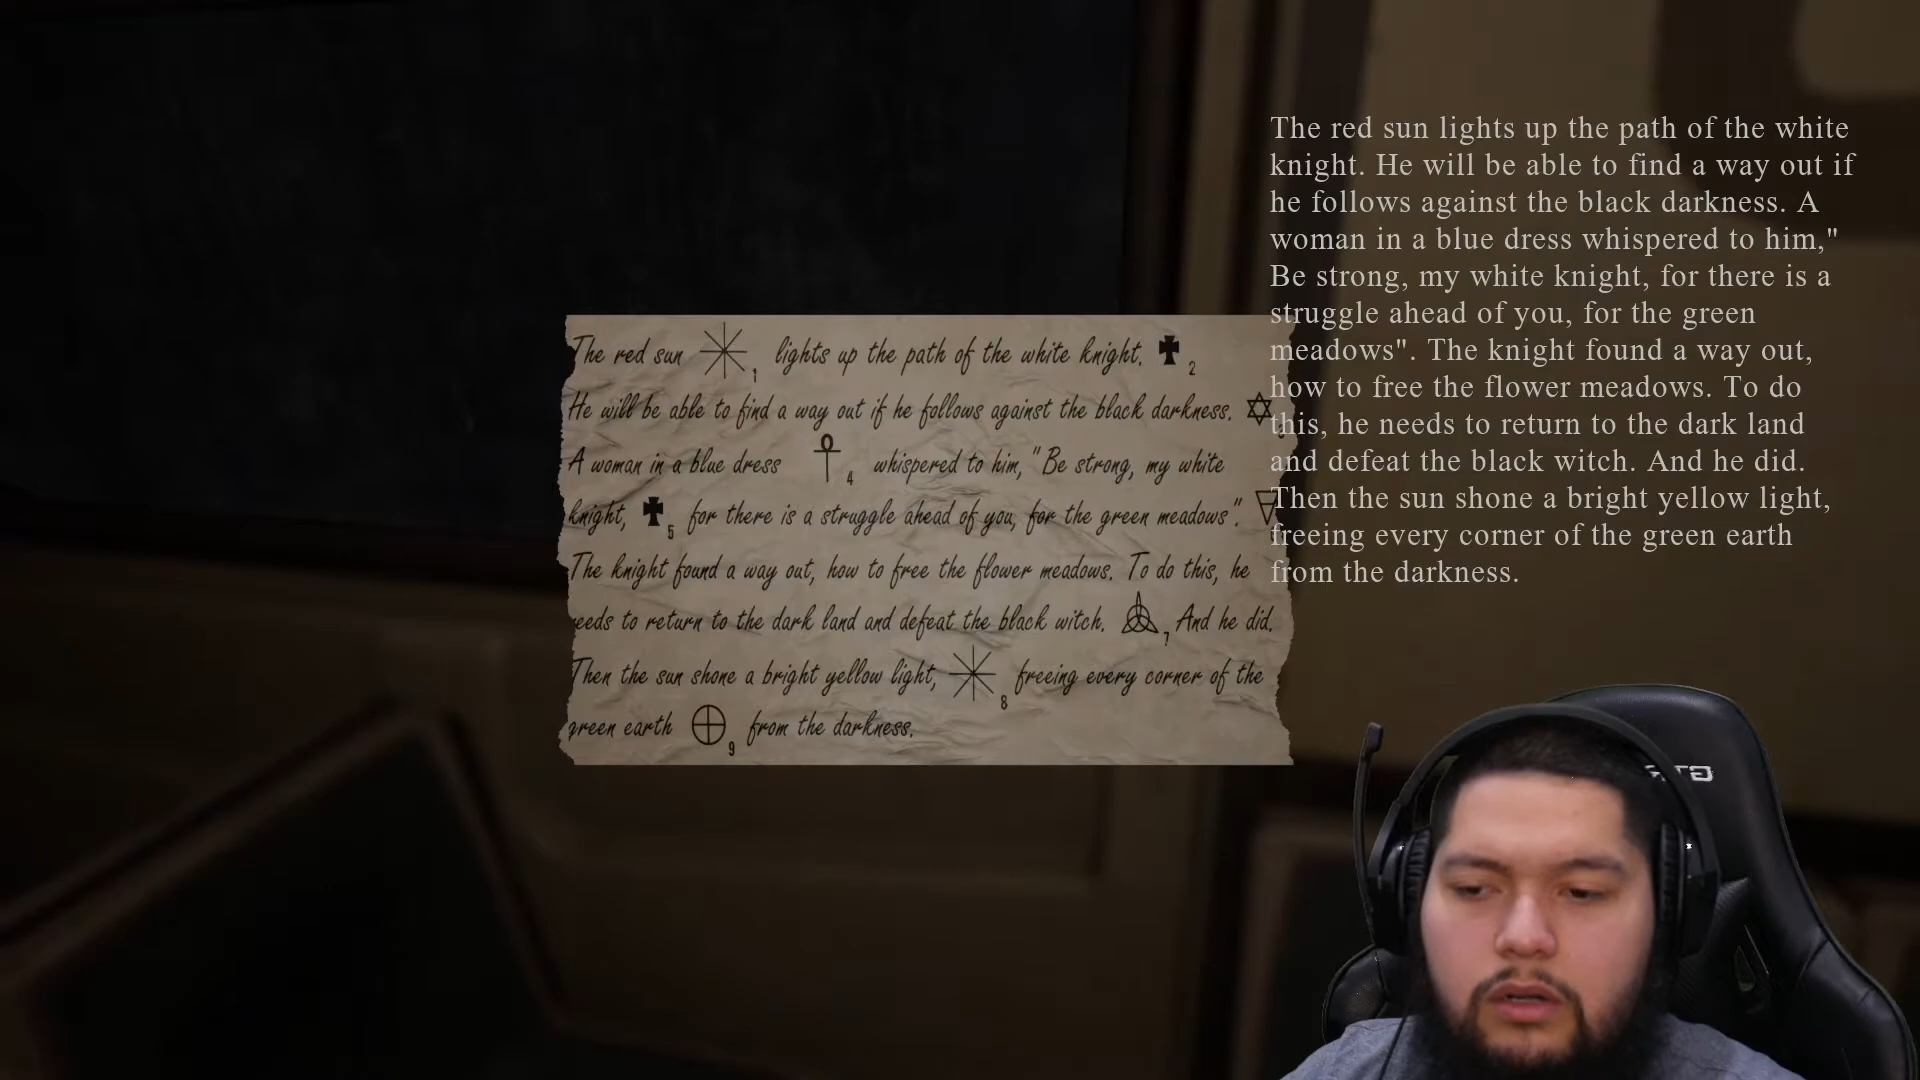 The red sun 1 lights up the path of the white knight. 2
He will be able to find a way out if he follows against the black darkness.
A woman in a blue dress 4 whispered to him, "Be strong, my white
knight, 5 for there is a struggle ahead of you, for the green meadows".
The knight found a way out, how to free the flower meadows. To do this, he
eeds to return to the dark land and defeat the black witch. 7 And he did.
Then the sun shone a bright yellow light, 8 freeing every corner of the
green earth 9 from the darkness.
The red sun lights up the path of the white
knight. He will be able to find a way out if
he follows against the black darkness. A
woman in a blue dress whispered to him,"
Be strong, my white knight, for there is a
struggle ahead of you, for the green
meadows". The knight found a way out,
how to free the flower meadows. To do
this, he needs to return to the dark land
and defeat the black witch. And he did.
Then the sun shone a bright yellow light,
freeing every corner of the green earth
from the darkness.